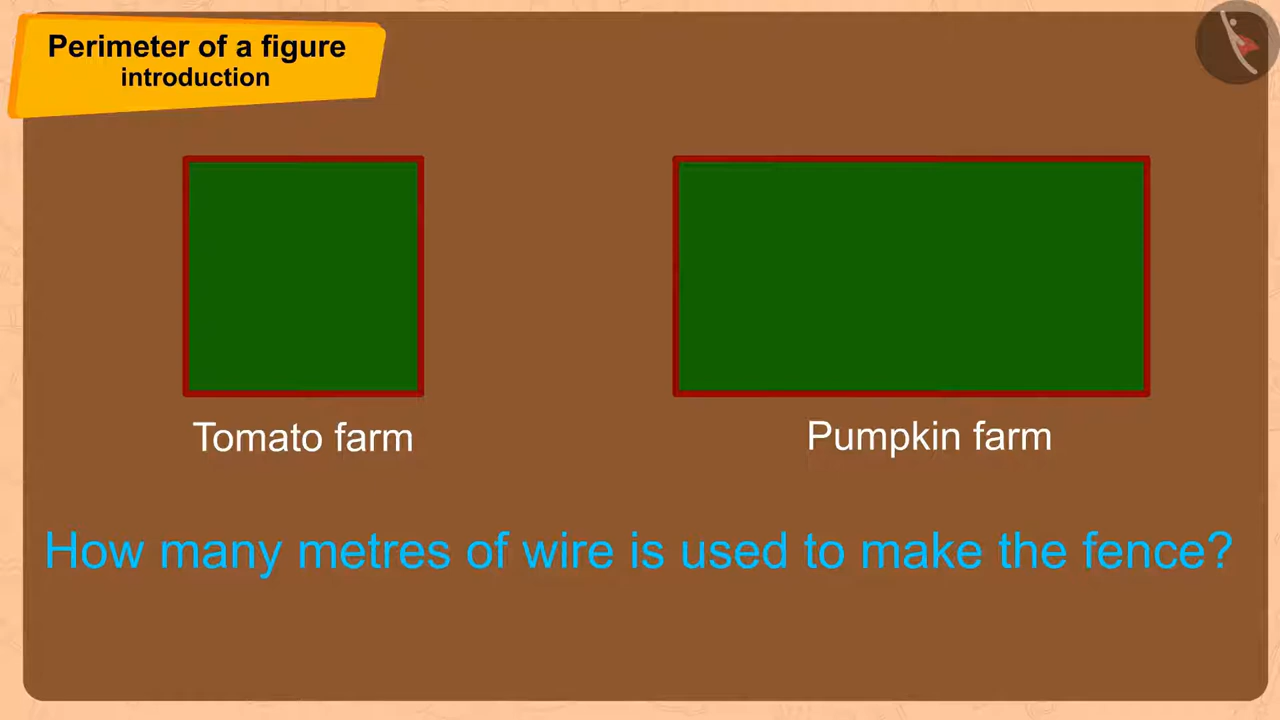 Perimeter of a figure
introduction
Tomato farm
Pumpkin farm
How many metres of wire is used to make the fence?